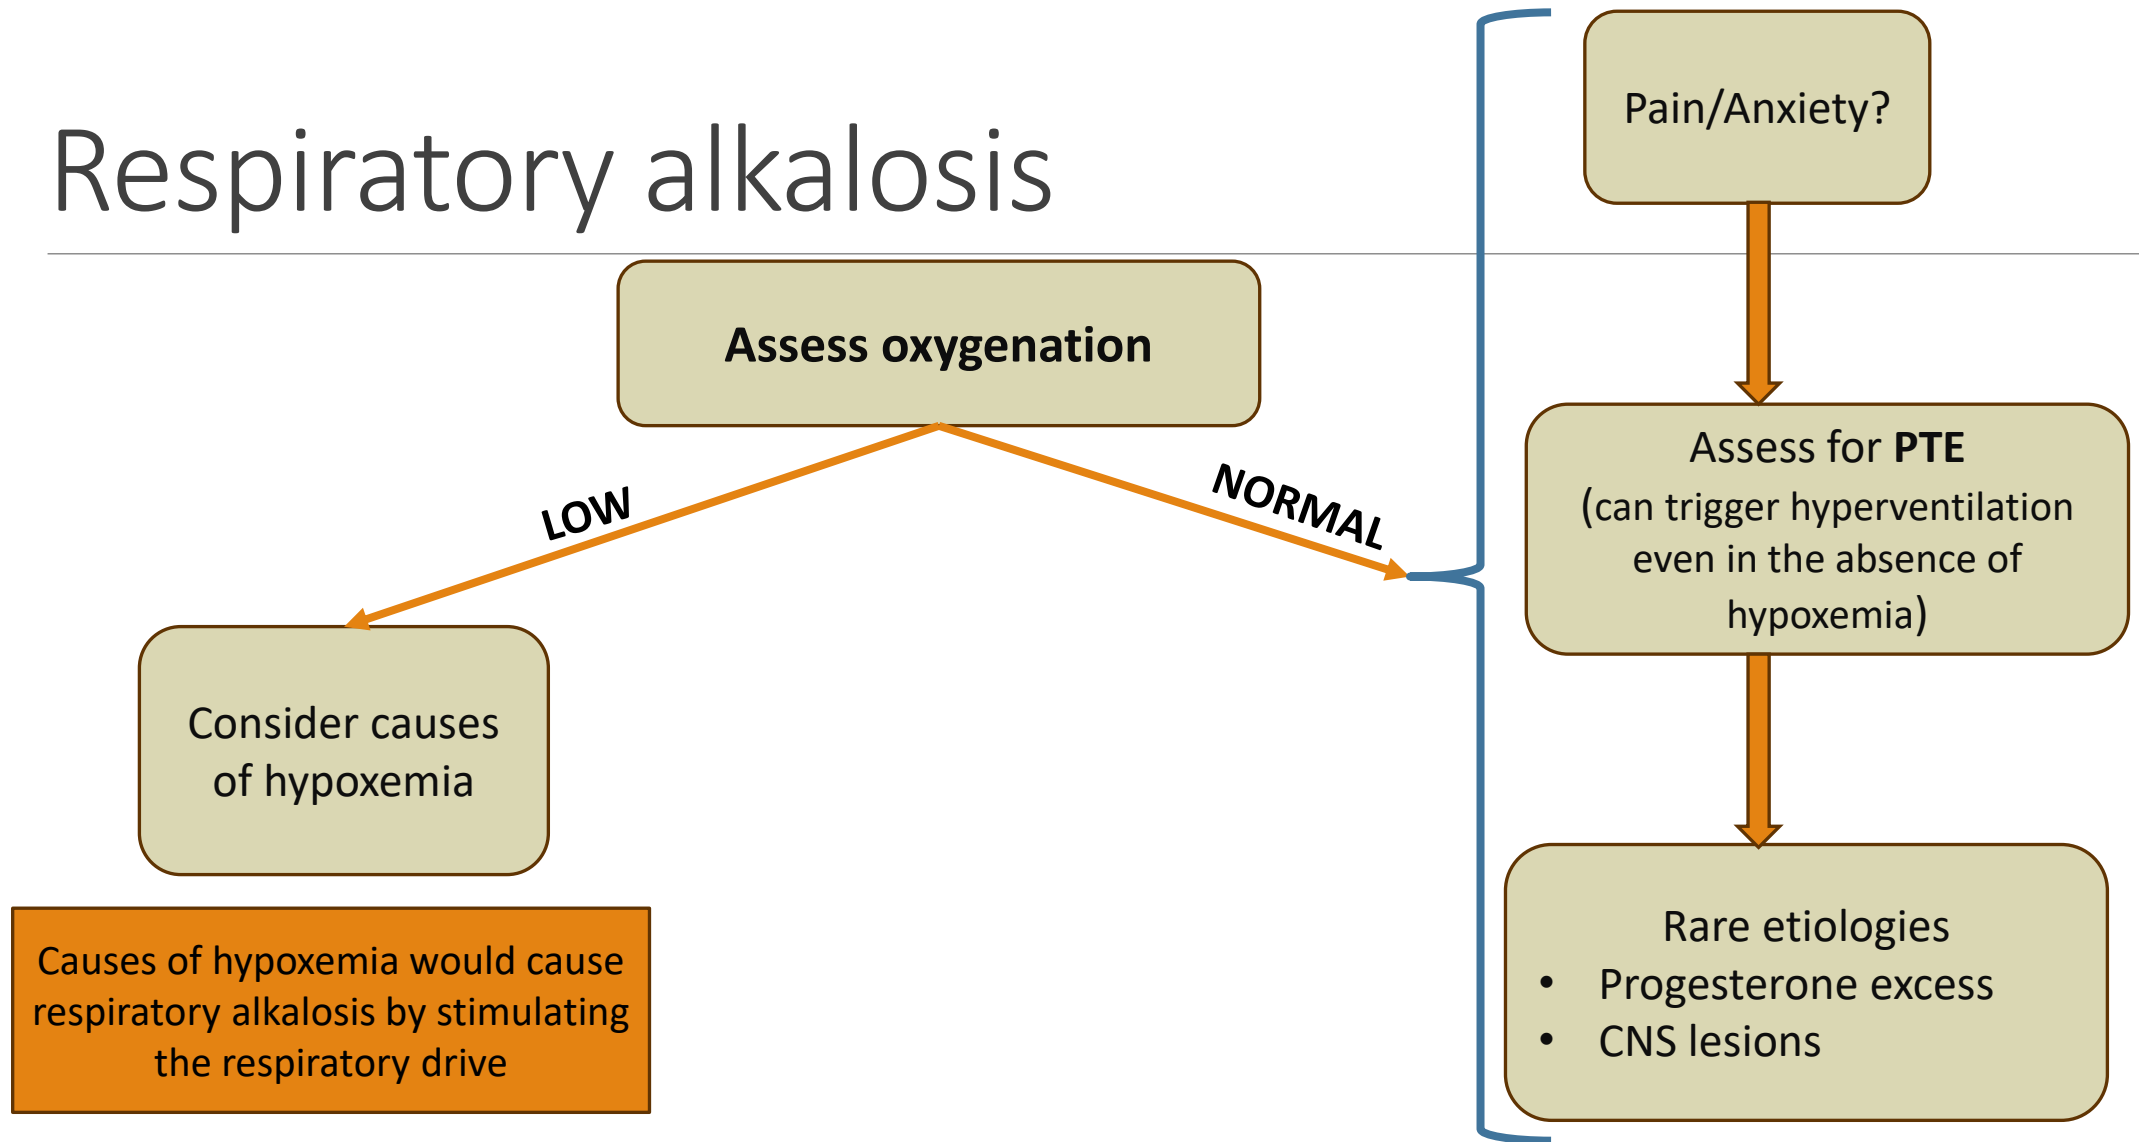 Respiratory alkalosis
Assess oxygenation
LOW
NORMAL
Consider causes
of hypoxemia
Causes of hypoxemia would cause
respiratory alkalosis by stimulating
the respiratory drive
Pain/Anxiety?
Assess for PTE
(can trigger hyperventilation
even in the absence of
hypoxemia)
Rare etiologies
• Progesterone excess
• CNS lesions